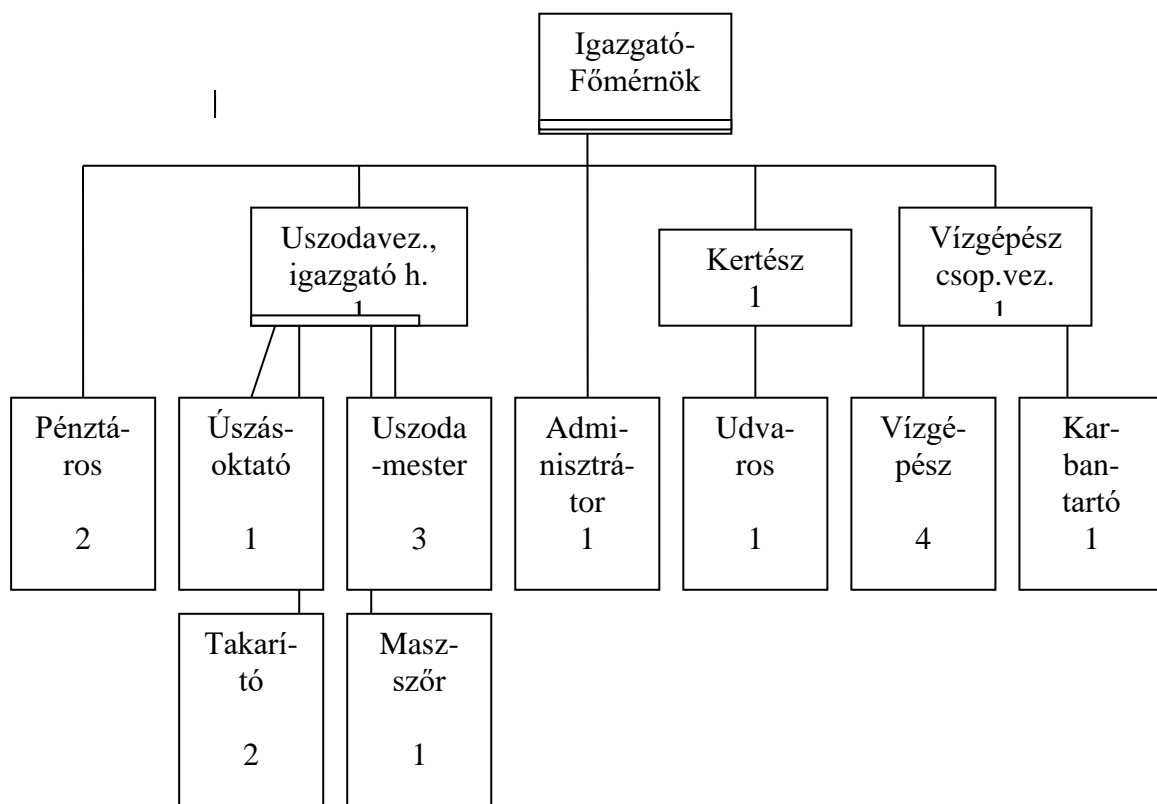 Igazgató-
Főmérnök
Uszodavez.,
igazgató h.
1
Kertész
1
Vízgépész
csop.vez.
1
Pénztá-
ros
2
Úszás-
oktató
1
Uszoda
-mester
3
Admi-
nisztrá-
tor
1
Udva-
ros
1
Vízgé-
pész
4
Kar-
ban-
tartó
1
Takarí-
tó
2
Masz-
szőr
1